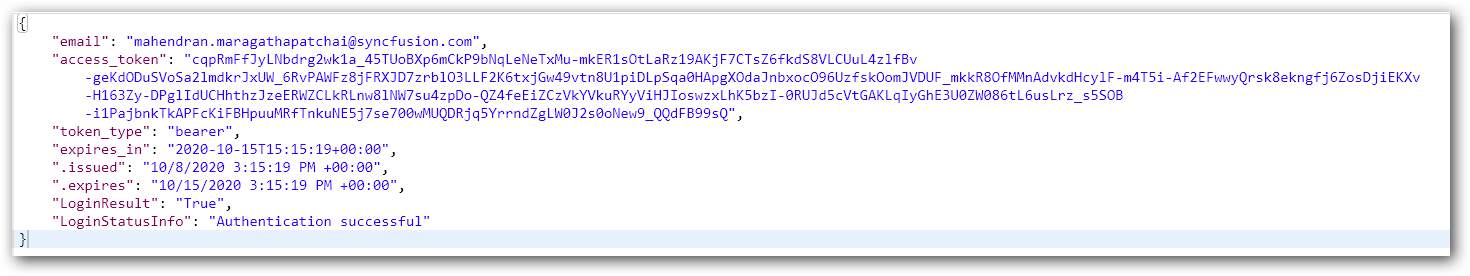 {
"email": "mahendran.maragathapatchai@syncfusion.com",
"access_token": "cqpRmFfJyLNbdrg2wk1a_45TUoBXp6mCkP9bNqLeNeTxMu-mkER1sOtLaRz19AKjF7CTsZ6fkdS8VLCUuL4zlfBv
-geKdODuSVoSa2lmdkrJxUW_6RvPAWFz8jFRXJD7zrblO3LLF2K6txjGw49vtn8U1piDLpSqa0HApgXOdaJnbxocO96UzfskOomJVDUF_mkkR8OfMMnAdvkdHcylF-m4T5i-Af2EFwwyQrsk8ekngfj6ZosDjiEKXv
-H163Zy-DPglIdUCHhthzJzeERWZCLkRLnw8lNW7su4zpDo-QZ4feEiZCzVkYVkuRYyViHJIoswzxLhK5bzI-0RUJd5cVtGAKLqIyGhE3U0ZW086tL6usLrz_s5SOB
-i1PajbnkTkAPFcKiFBHpuuMRfTnkuNE5j7se700wMUQDRjq5YrrndZgLW0J2s0oNew9_QQdFB99sQ",
"token_type": "bearer",
"expires_in": "2020-10-15T15:15:19+00:00",
".issued": "10/8/2020 3:15:19 PM +00:00",
".expires": "10/15/2020 3:15:19 PM +00:00",
"LoginResult": "True",
"LoginStatusInfo": "Authentication successful"
}